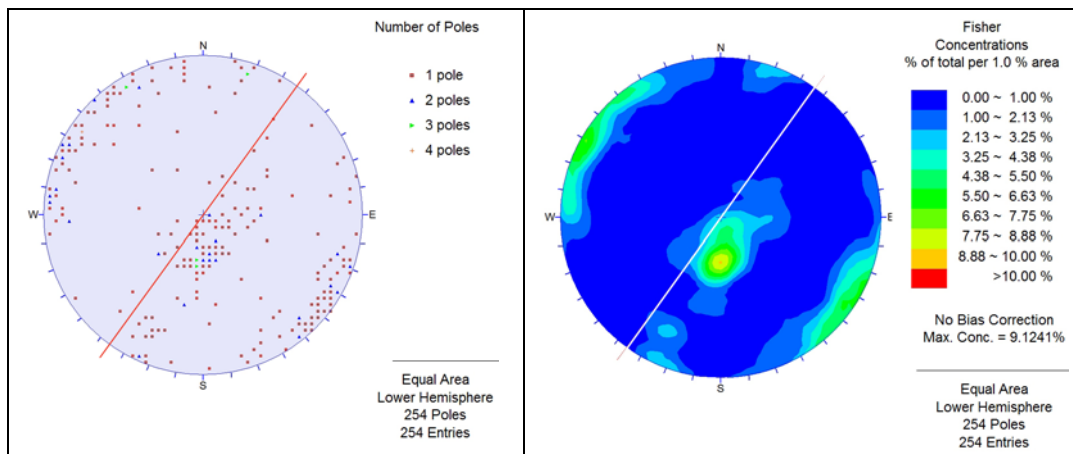 Number of Poles
N
1 pole
2 poles
3 poles
4 poles
W
E
S
Equal Area
Lower Hemisphere
254 Poles
254 Entries
Fisher
Concentrations
% of total per 1.0 % area
N
0.00 ~ 1.00 %
1.00 ~ 2.13 %
2.13 ~ 3.25 %
3.25 ~ 4.38 %
4.38 ~ 5.50 %
5.50 ~ 6.63 %
6.63 ~ 7.75 %
7.75 ~ 8.88 %
8.88 ~ 10.00 %
>10.00 %
W
E
S
No Bias Correction
Max. Conc. = 9.1241%
Equal Area
Lower Hemisphere
254 Poles
254 Entries